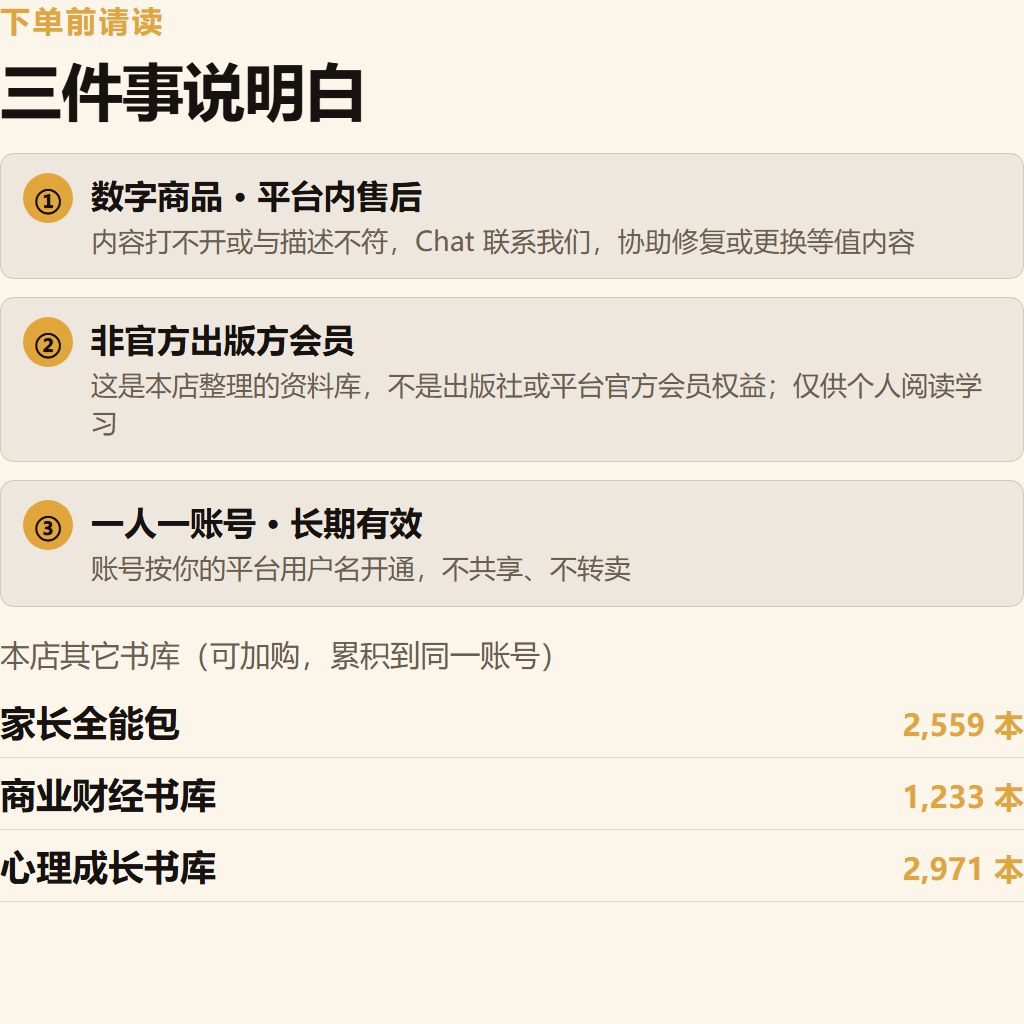 下单前请读
三件事说明白
① 数字商品 · 平台内售后
内容打不开或与描述不符，Chat 联系我们，协助修复或更换等值内容
② 非官方出版方会员
这是本店整理的资料库，不是出版社或平台官方会员权益；仅供个人阅读学
习
③ 一人一账号 · 长期有效
账号按你的平台用户名开通，不共享、不转卖
本店其它书库（可加购，累积到同一账号）
家长全能包 2,559 本
商业财经书库 1,233 本
心理成长书库 2,971 本